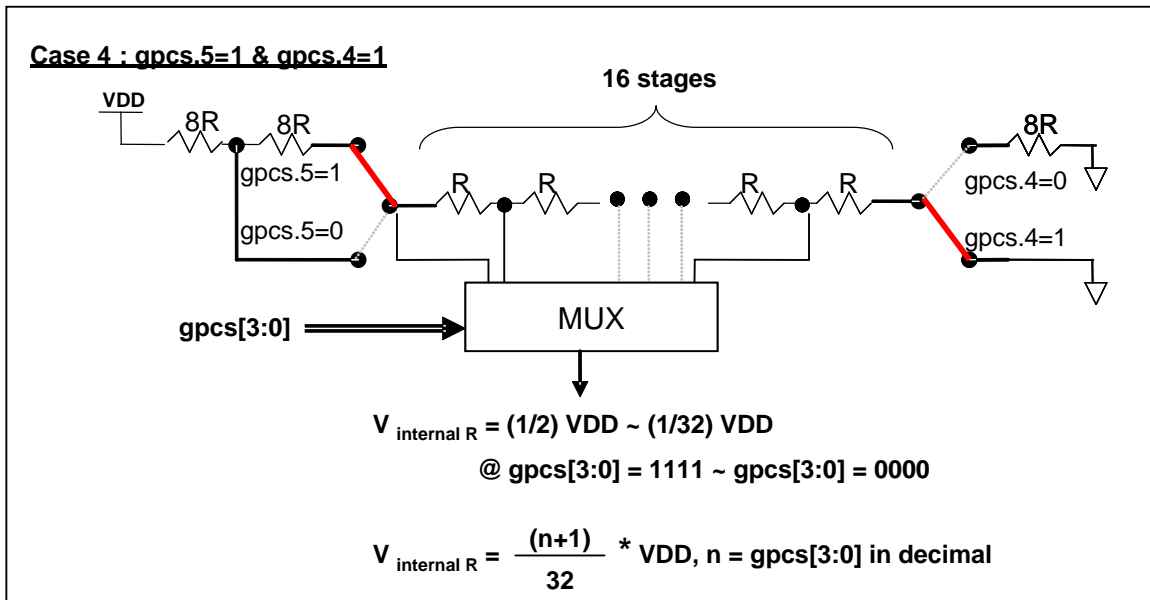 Case 4 : gpcs.5=1 & gpcs.4=1
16 stages
VDD
8R 8R 8R
gpcs.5=1
R R R R
gpcs.4=0
gpcs.5=0
gpcs.4=1
MUX
gpcs[3:0]
V internal R = (1/2) VDD ~ (1/32) VDD
@ gpcs[3:0] = 1111 ~ gpcs[3:0] = 0000
V internal R = (n+1) / 32 * VDD, n = gpcs[3:0] in decimal